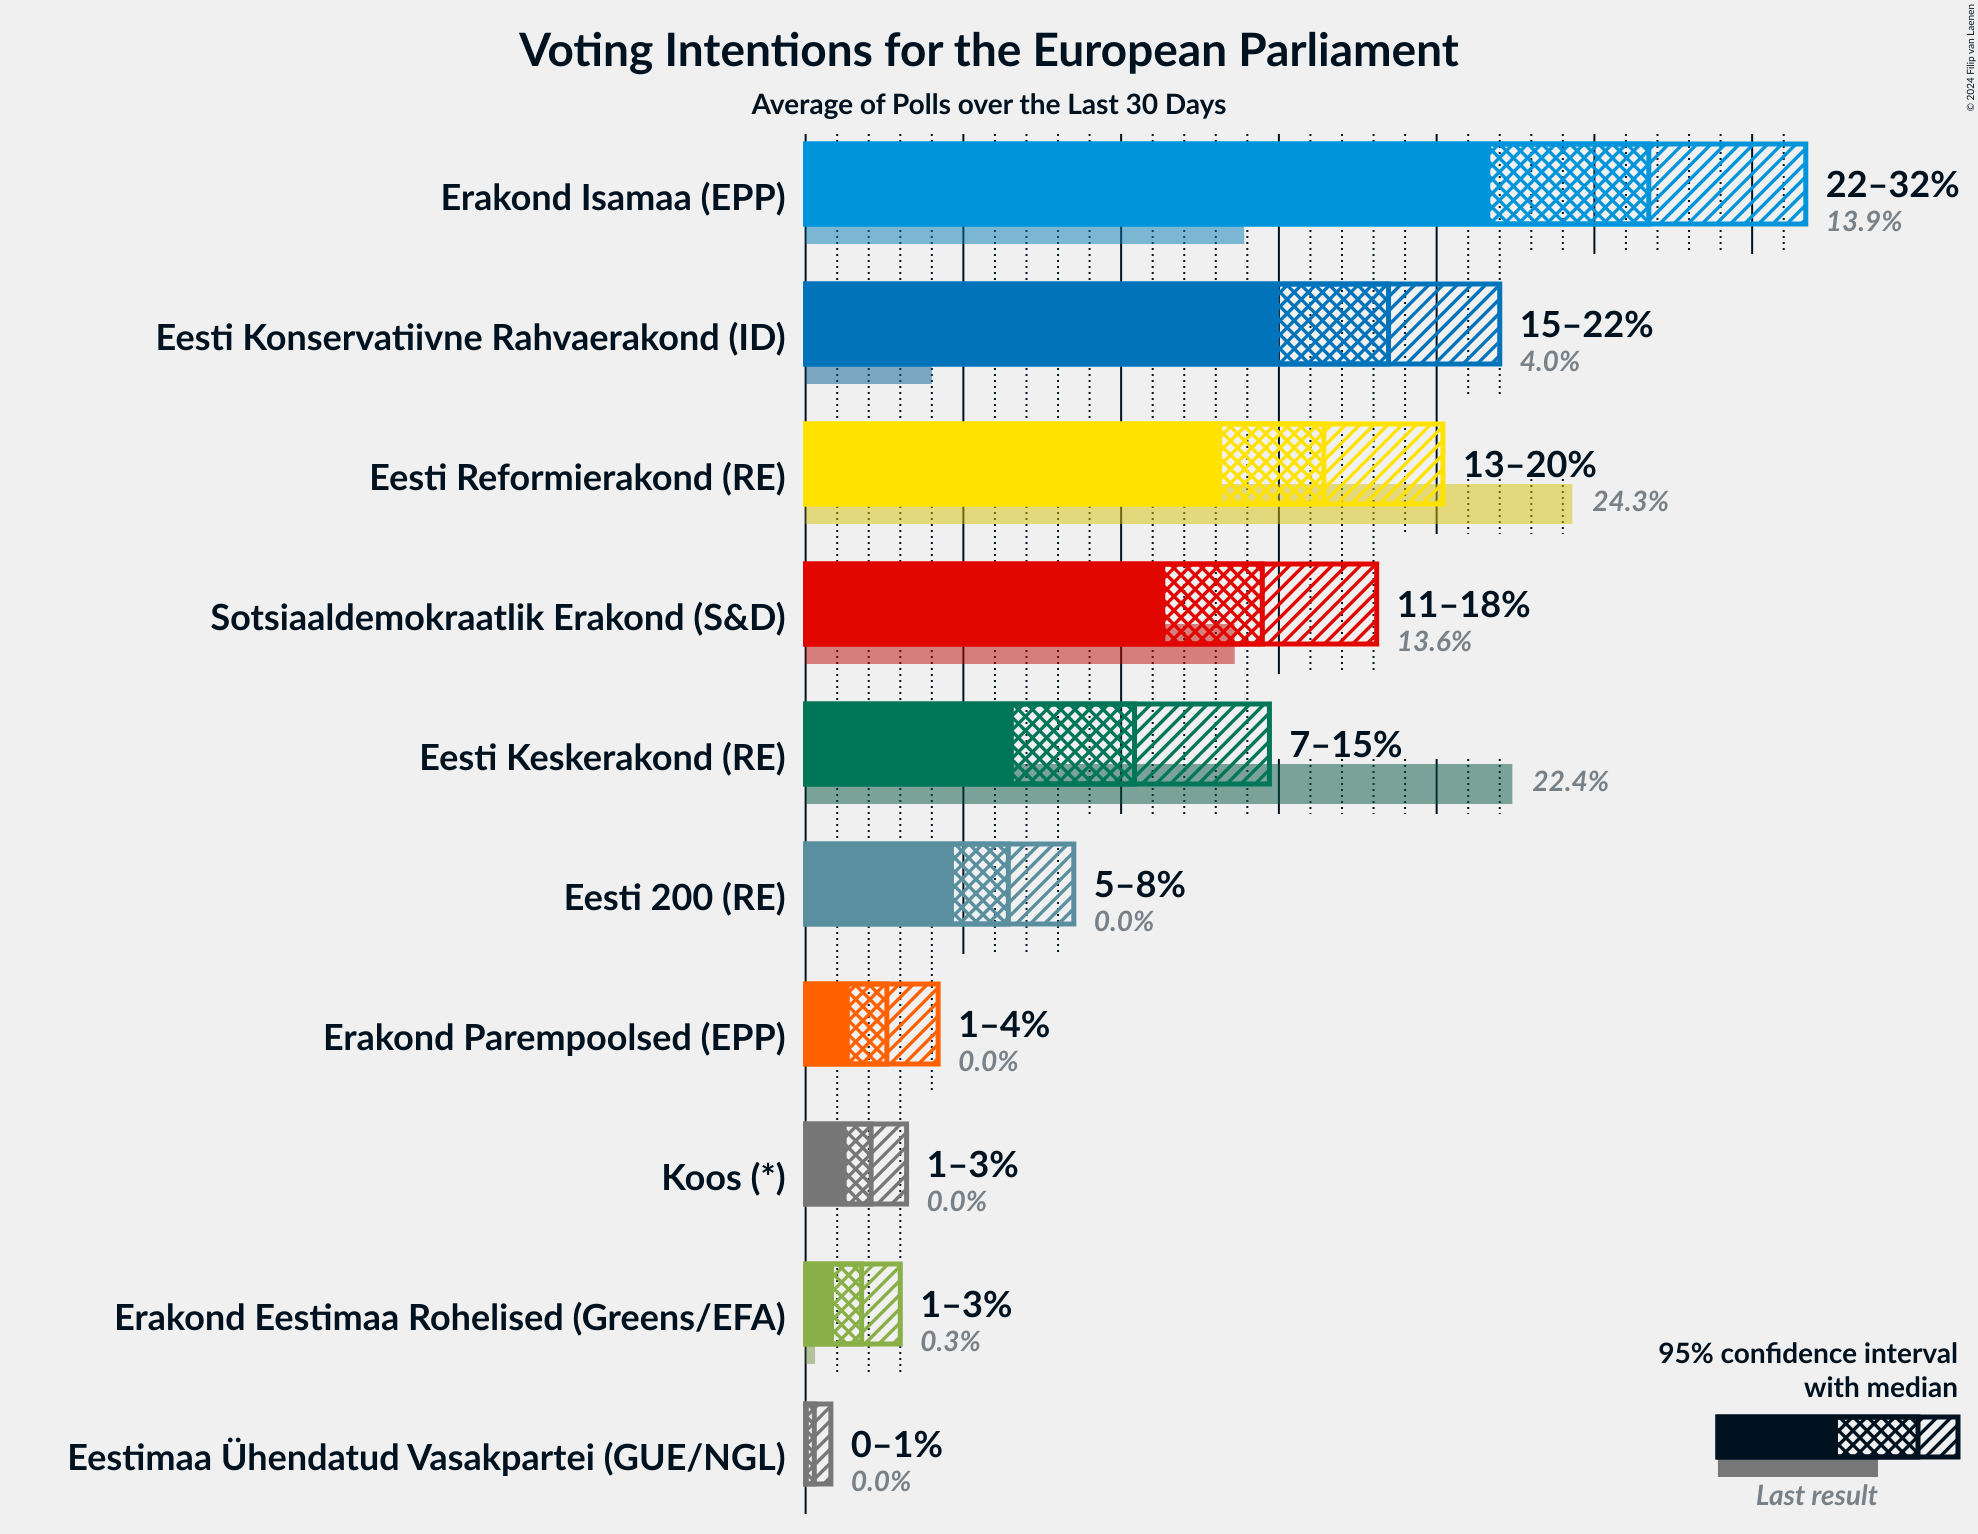 Voting Intentions for the European Parliament
Average of Polls over the Last 30 Days
© 2024 Filip van Laenen
Erakond Isamaa (EPP)
22–32%
13.9%
Eesti Konservatiivne Rahvaerakond (ID)
15–22%
4.0%
Eesti Reformierakond (RE)
13–20%
24.3%
Sotsiaaldemokraatlik Erakond (S&D)
11–18%
13.6%
Eesti Keskerakond (RE)
7–15%
22.4%
Eesti 200 (RE)
5–8%
0.0%
Erakond Parempoolsed (EPP)
1–4%
0.0%
Koos (*)
1–3%
0.0%
Erakond Eestimaa Rohelised (Greens/EFA)
1–3%
0.3%
Eestimaa Ühendatud Vasakpartei (GUE/NGL)
0–1%
0.0%
95% confidence interval
with median
Last result